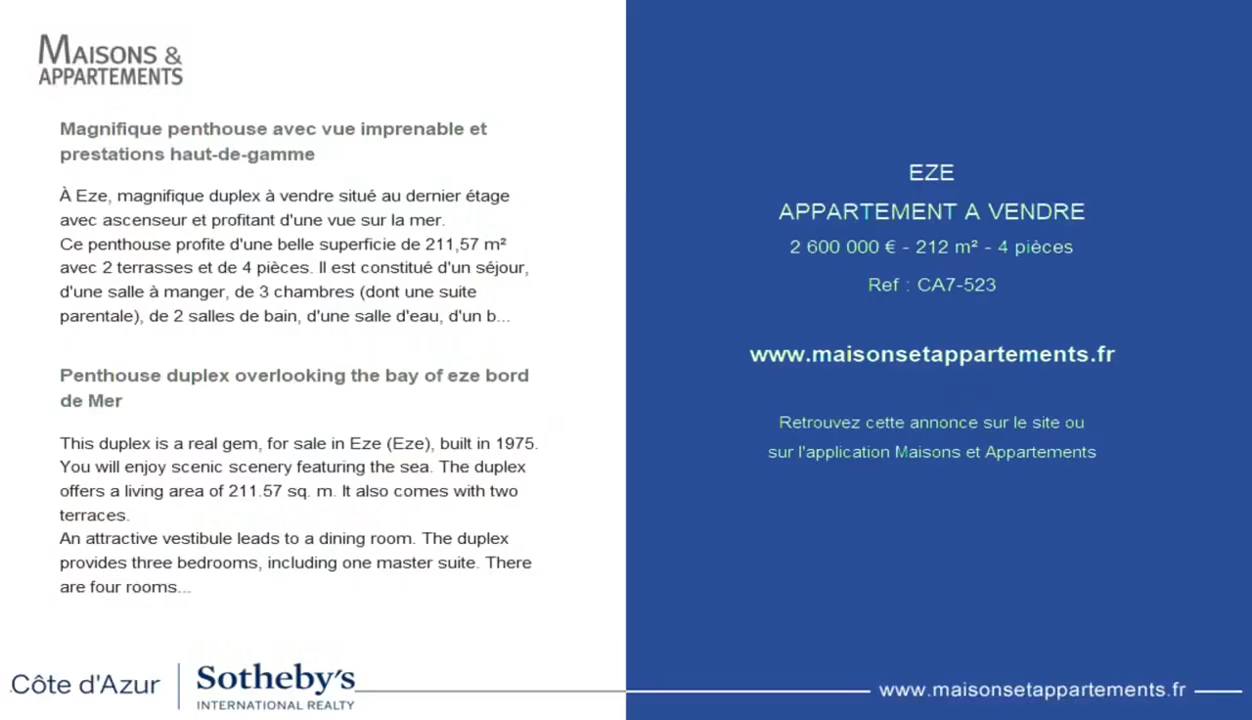 MAISONS &
APPARTEMENTS
Magnifique penthouse avec vue imprenable et
prestations haut-de-gamme
À Eze, magnifique duplex à vendre situé au dernier étage
avec ascenseur et profitant d'une vue sur la mer.
Ce penthouse profite d'une belle superficie de 211,57 m²
avec 2 terrasses et de 4 pièces. Il est constitué d'un séjour,
d'une salle à manger, de 3 chambres (dont une suite
parentale), de 2 salles de bain, d'une salle d'eau, d'un b...
Penthouse duplex overlooking the bay of eze bord
de Mer
This duplex is a real gem, for sale in Eze (Eze), built in 1975.
You will enjoy scenic scenery featuring the sea. The duplex
offers a living area of 211.57 sq. m. It also comes with two
terraces.
An attractive vestibule leads to a dining room. The duplex
provides three bedrooms, including one master suite. There
are four rooms...
Côte d'Azur
Sotheby's
INTERNATIONAL REALTY
EZE
APPARTEMENT A VENDRE
2 600 000 € - 212 m² - 4 pièces
Ref : CA7-523
www.maisonsetappartements.fr
Retrouvez cette annonce sur le site ou
sur l'application Maisons et Appartements
www.maisonsetappartements.fr